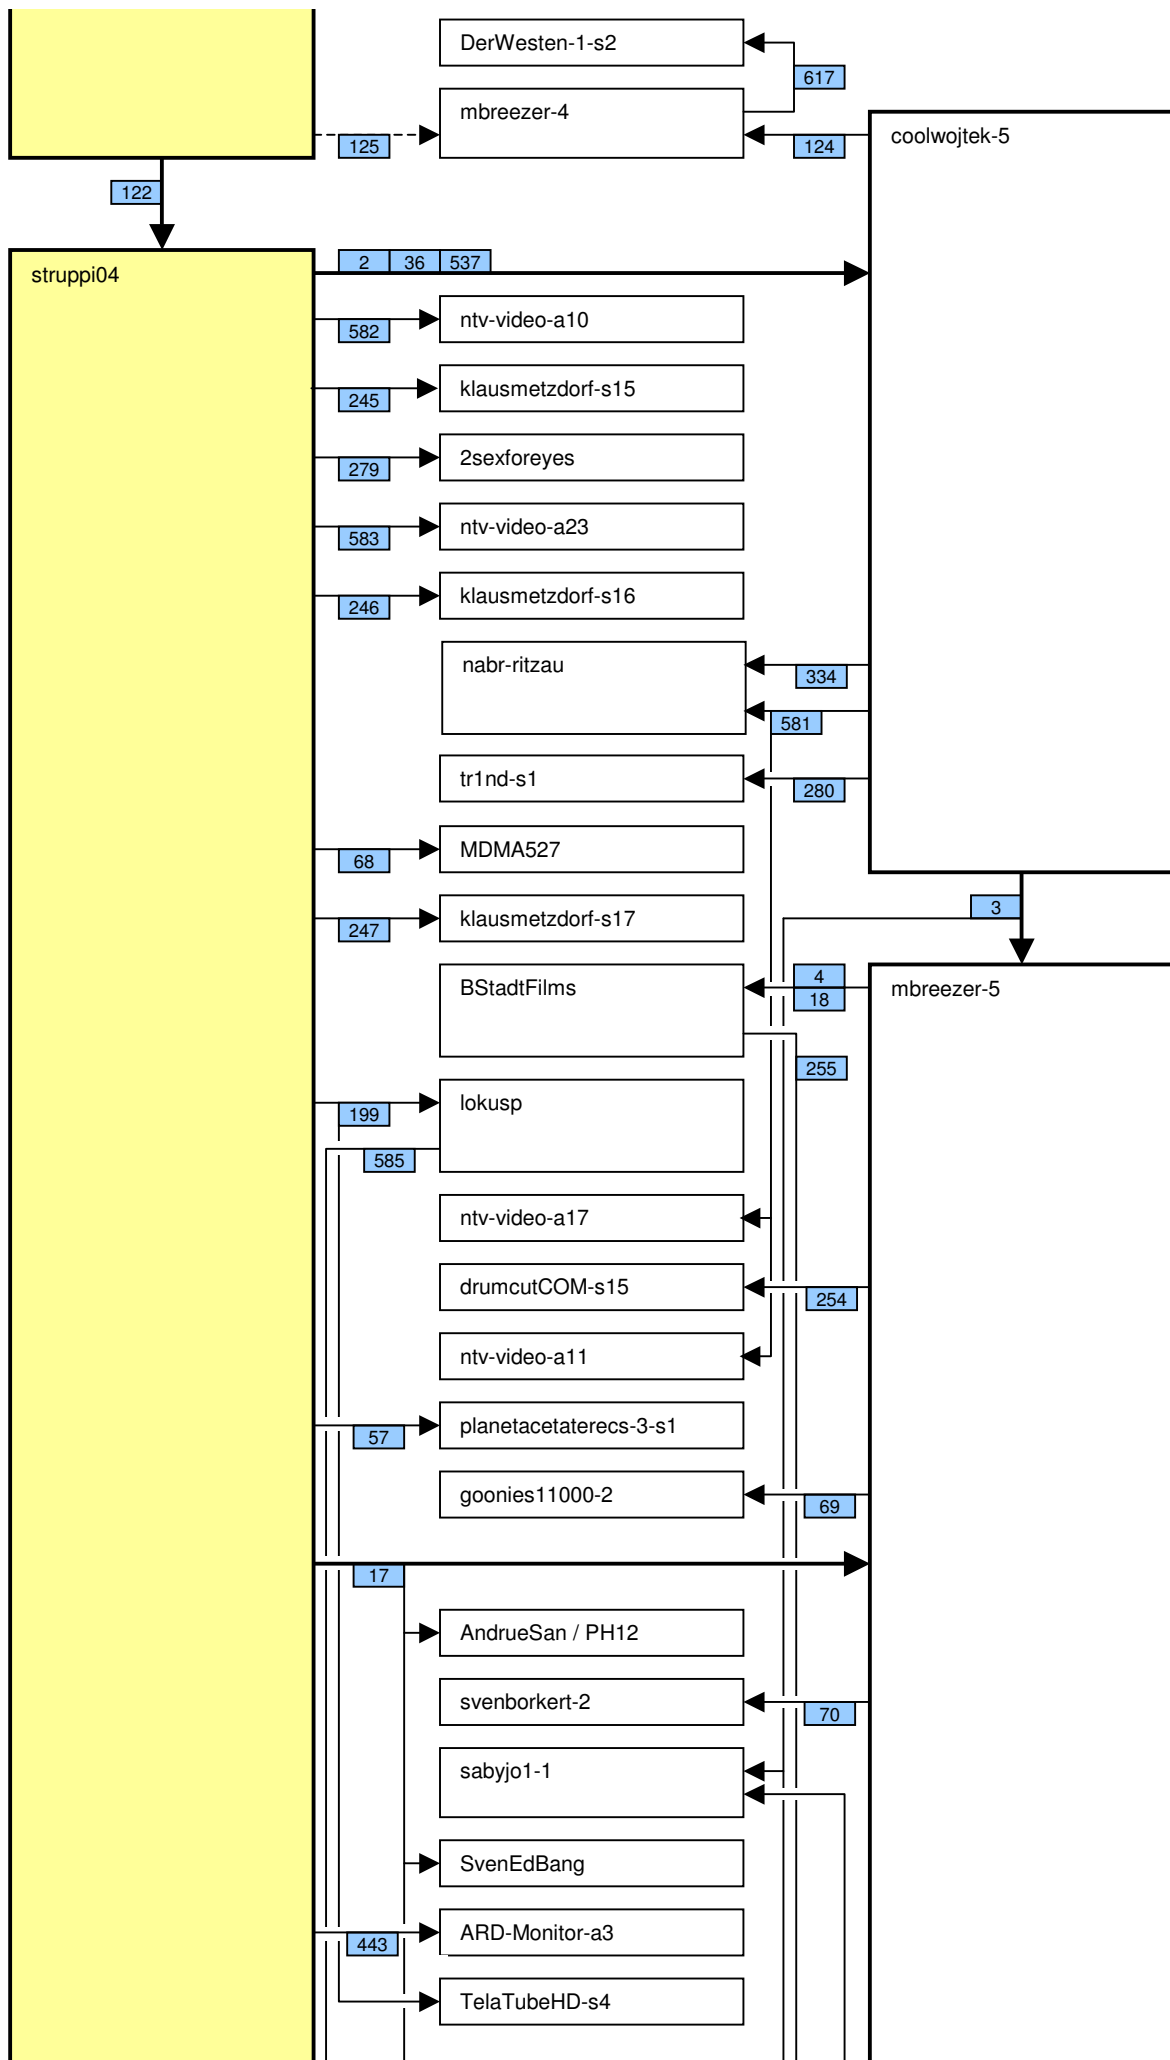 DerWesten-1-s2
617
mbreezer-4
coolwojtek-5
125
124
122
struppi04
2 36 537
ntv-video-a10
582
klausmetzdorf-s15
245
2sexforeyes
279
ntv-video-a23
583
klausmetzdorf-s16
246
nabr-ritzau
334
581
tr1nd-s1
280
MDMA527
68
3
klausmetzdorf-s17
247
4
BStadtFilms
mbreezer-5
18
255
lokusp
199
585
ntv-video-a17
drumcutCOM-s15
254
ntv-video-a11
planetacetaterecs-3-s1
57
goonies11000-2
69
17
AndrueSan / PH12
svenborkert-2
70
sabyjo1-1
SvenEdBang
ARD-Monitor-a3
443
TelaTubeHD-s4